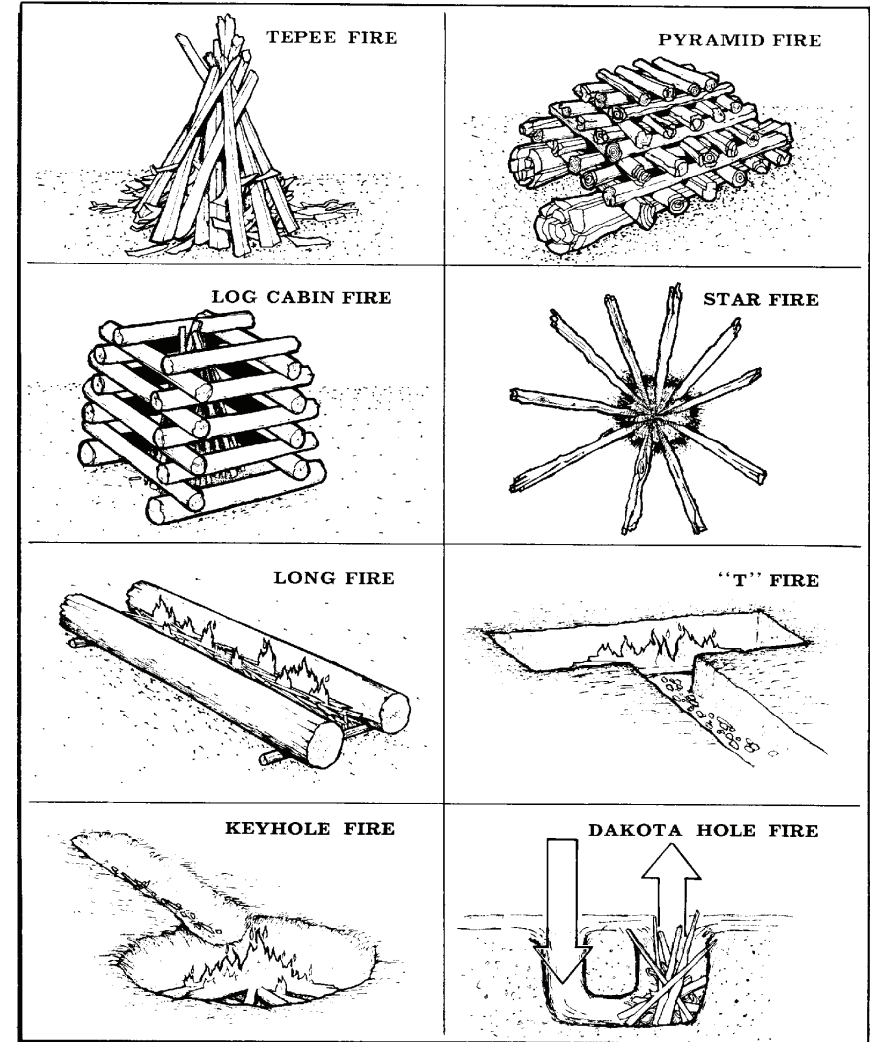 TEPEE FIRE
PYRAMID FIRE
LOG CABIN FIRE
STAR FIRE
LONG FIRE
“T” FIRE
KEYHOLE FIRE
DAKOTA HOLE FIRE